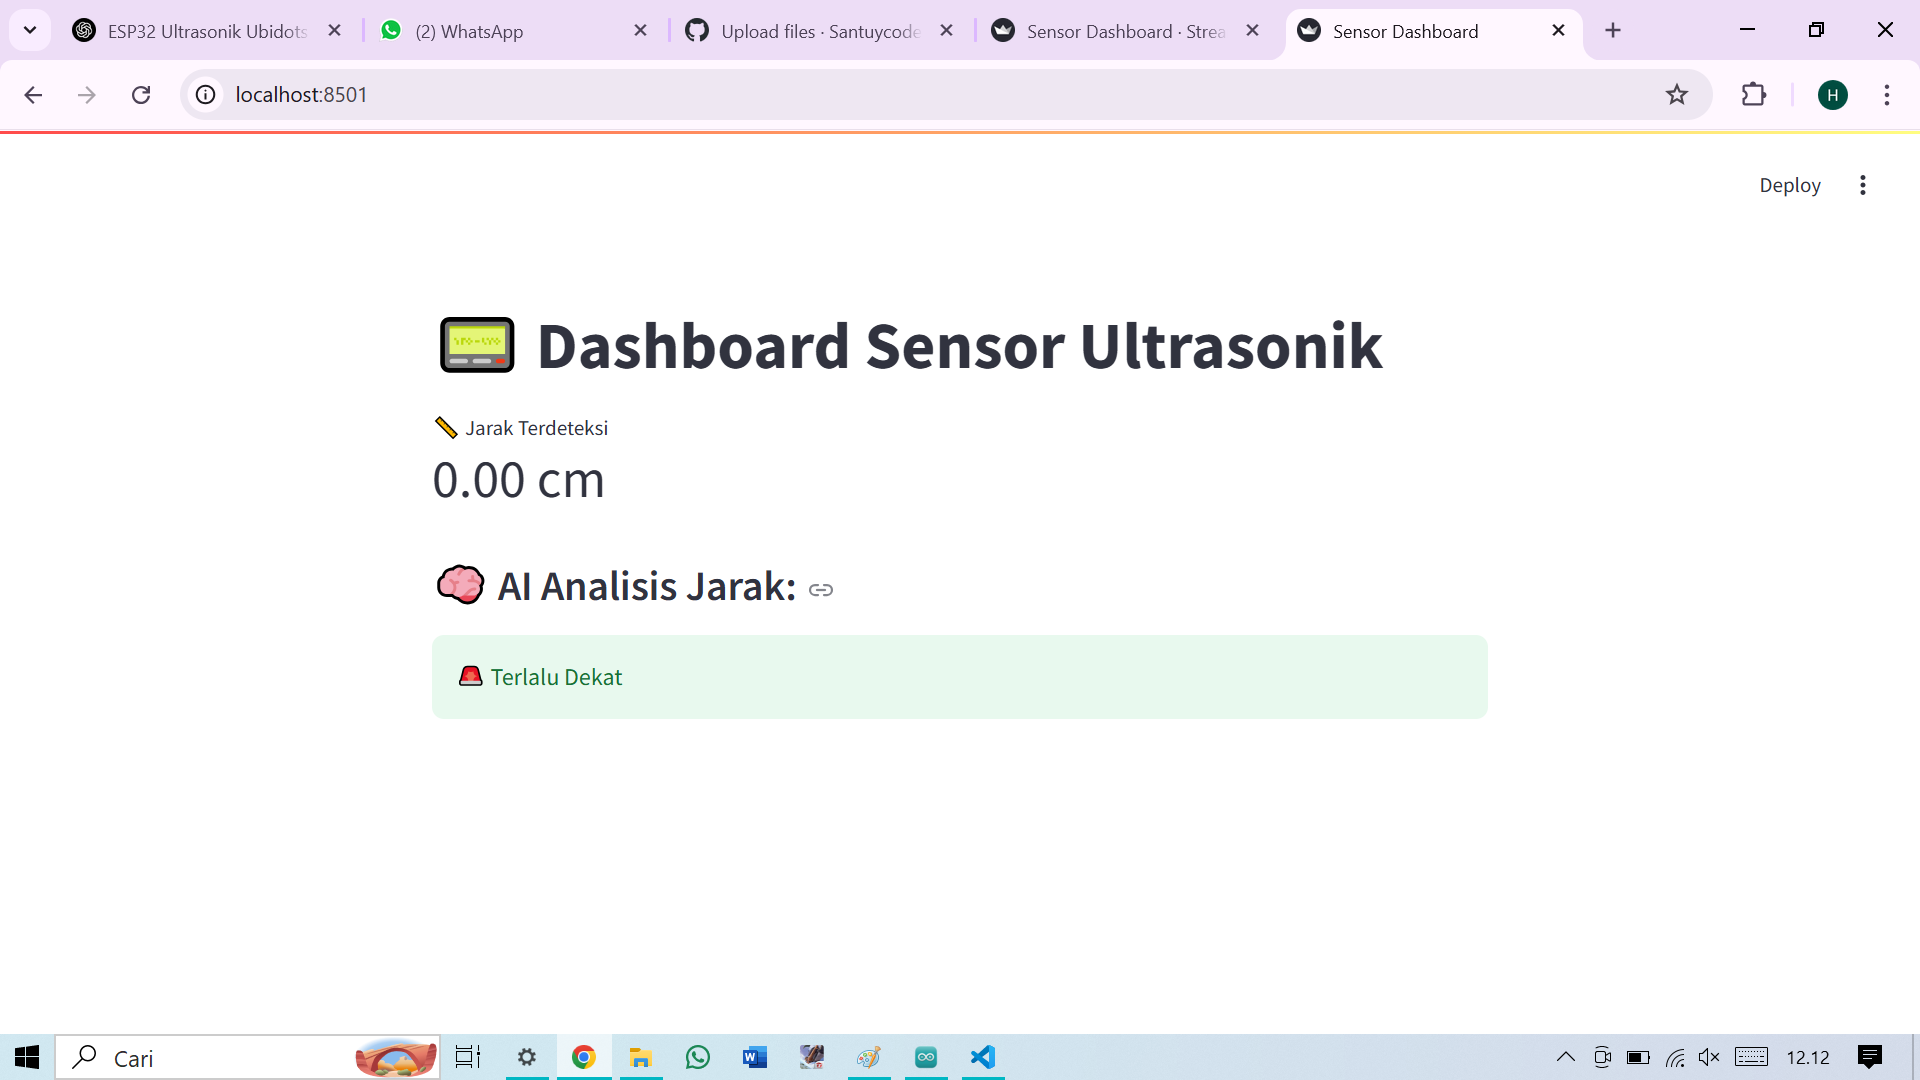 ESP32 Ultrasonik Ubidots
(2) WhatsApp
Upload files · Santuycode
Sensor Dashboard · Strea
Sensor Dashboard
localhost:8501
H
Deploy
Dashboard Sensor Ultrasonik
Jarak Terdeteksi
0.00 cm
AI Analisis Jarak:
Terlalu Dekat
Cari
12.12